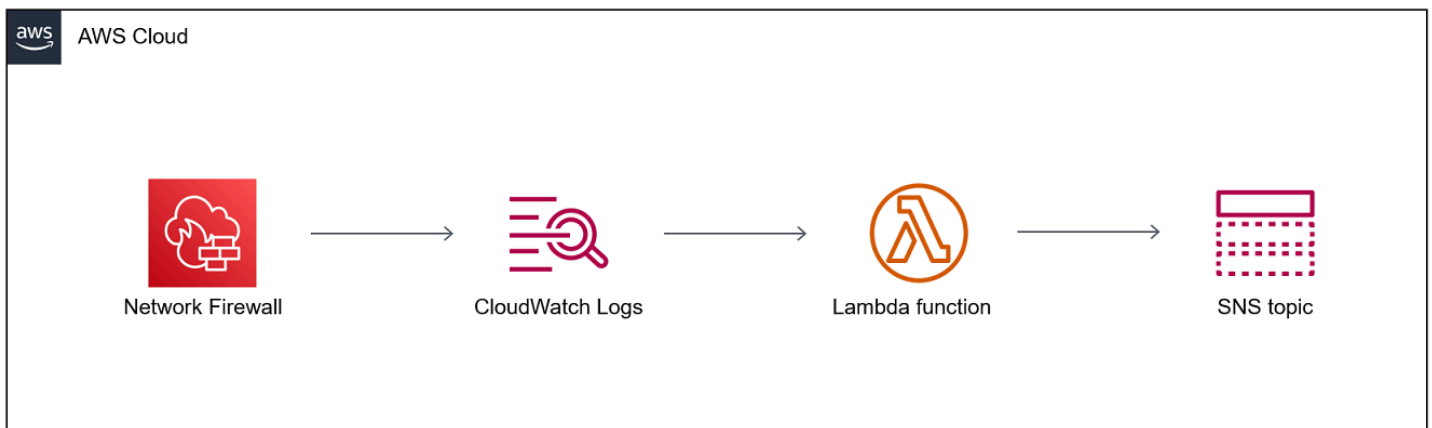 aws
AWS Cloud
Network Firewall
CloudWatch Logs
Lambda function
SNS topic